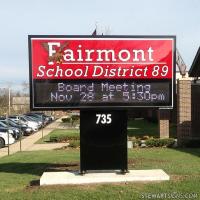 Fairmont
School District 89
Board Meeting
Nov 28 at 5:30pm
735
STEWARTSIGNS.COM